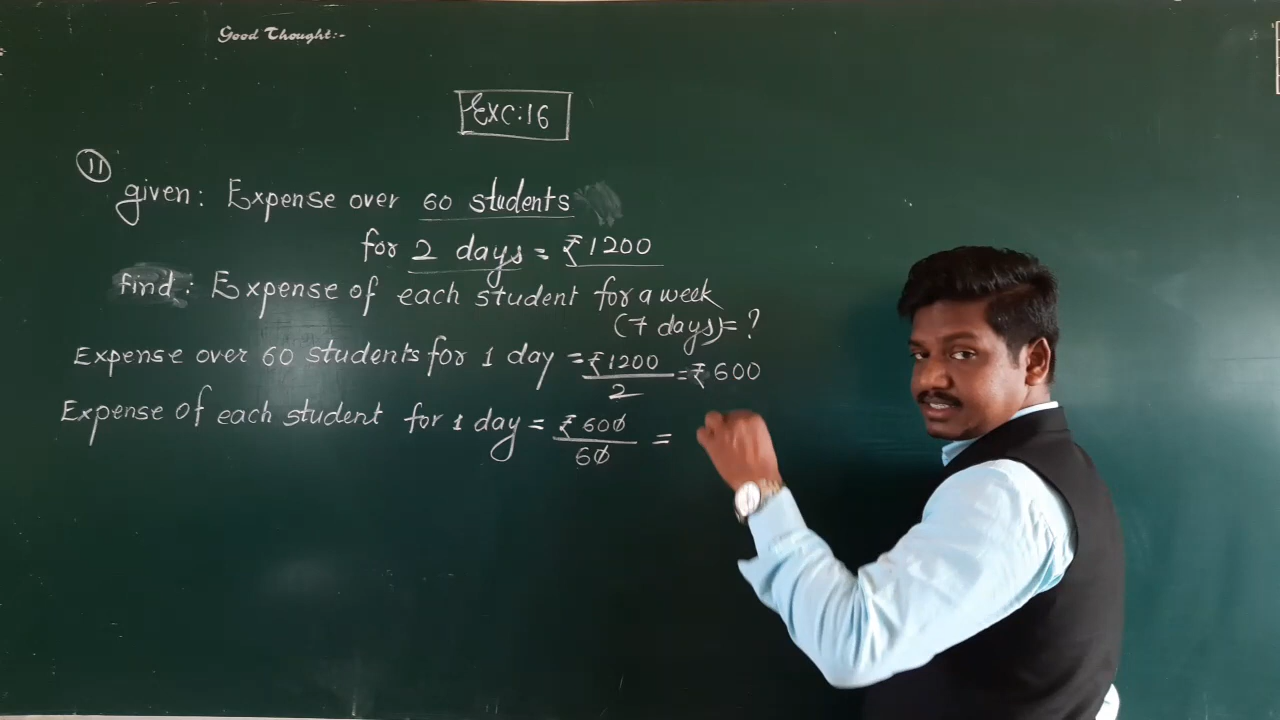 Good Thought:-
Exc:16
11
given: Expense over 60 students
for 2 days = ₹1200
find: Expense of each student for a week
(7 days) = ?
Expense over 60 students for 1 day = ₹1200/2 = ₹600
Expense of each student for 1 day = ₹600/60 =